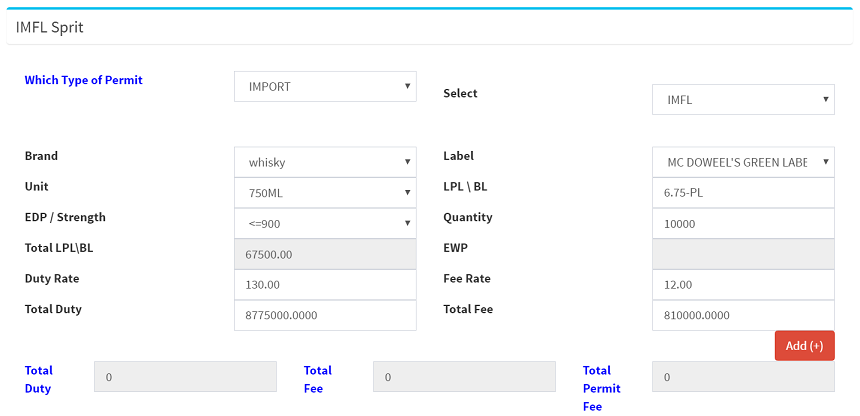 IMFL Sprit
Which Type of Permit IMPORT
Select IMFL
Brand whisky Label MC DOWEEL'S GREEN LABE
Unit 750ML LPL \ BL 6.75-PL
EDP / Strength <=900 Quantity 10000
Total LPL\BL 67500.00 EWP
Duty Rate 130.00 Fee Rate 12.00
Total Duty 8775000.0000 Total Fee 810000.0000
Add (+)
Total Duty 0 Total Fee 0 Total Permit Fee 0